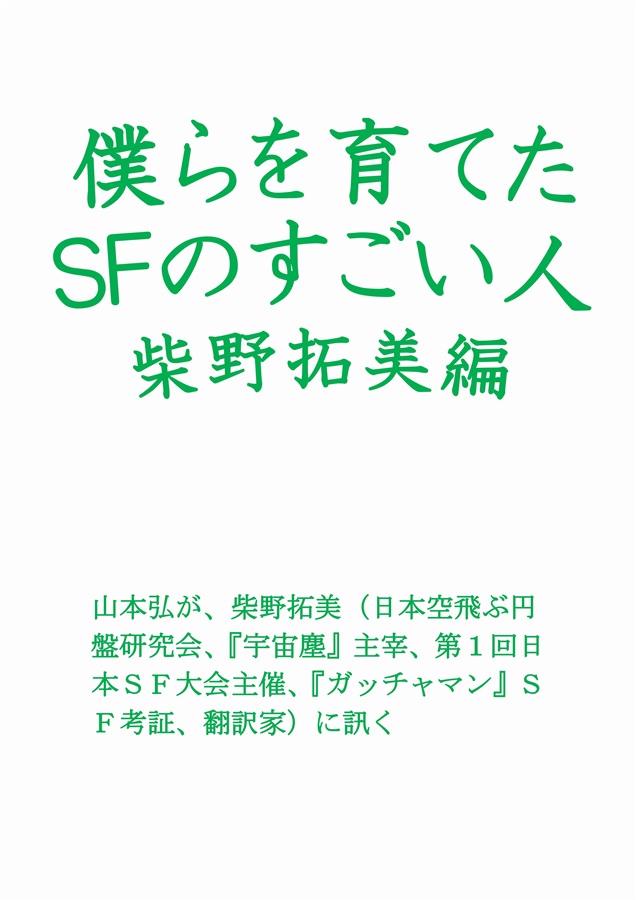 僕らを育てた
SFのすごい人
柴野拓美編
山本弘が、柴野拓美（日本空飛ぶ円
盤研究会、『宇宙塵』主宰、第１回日
本ＳＦ大会主催、『ガッチャマン』Ｓ
Ｆ考証、翻訳家）に訊く